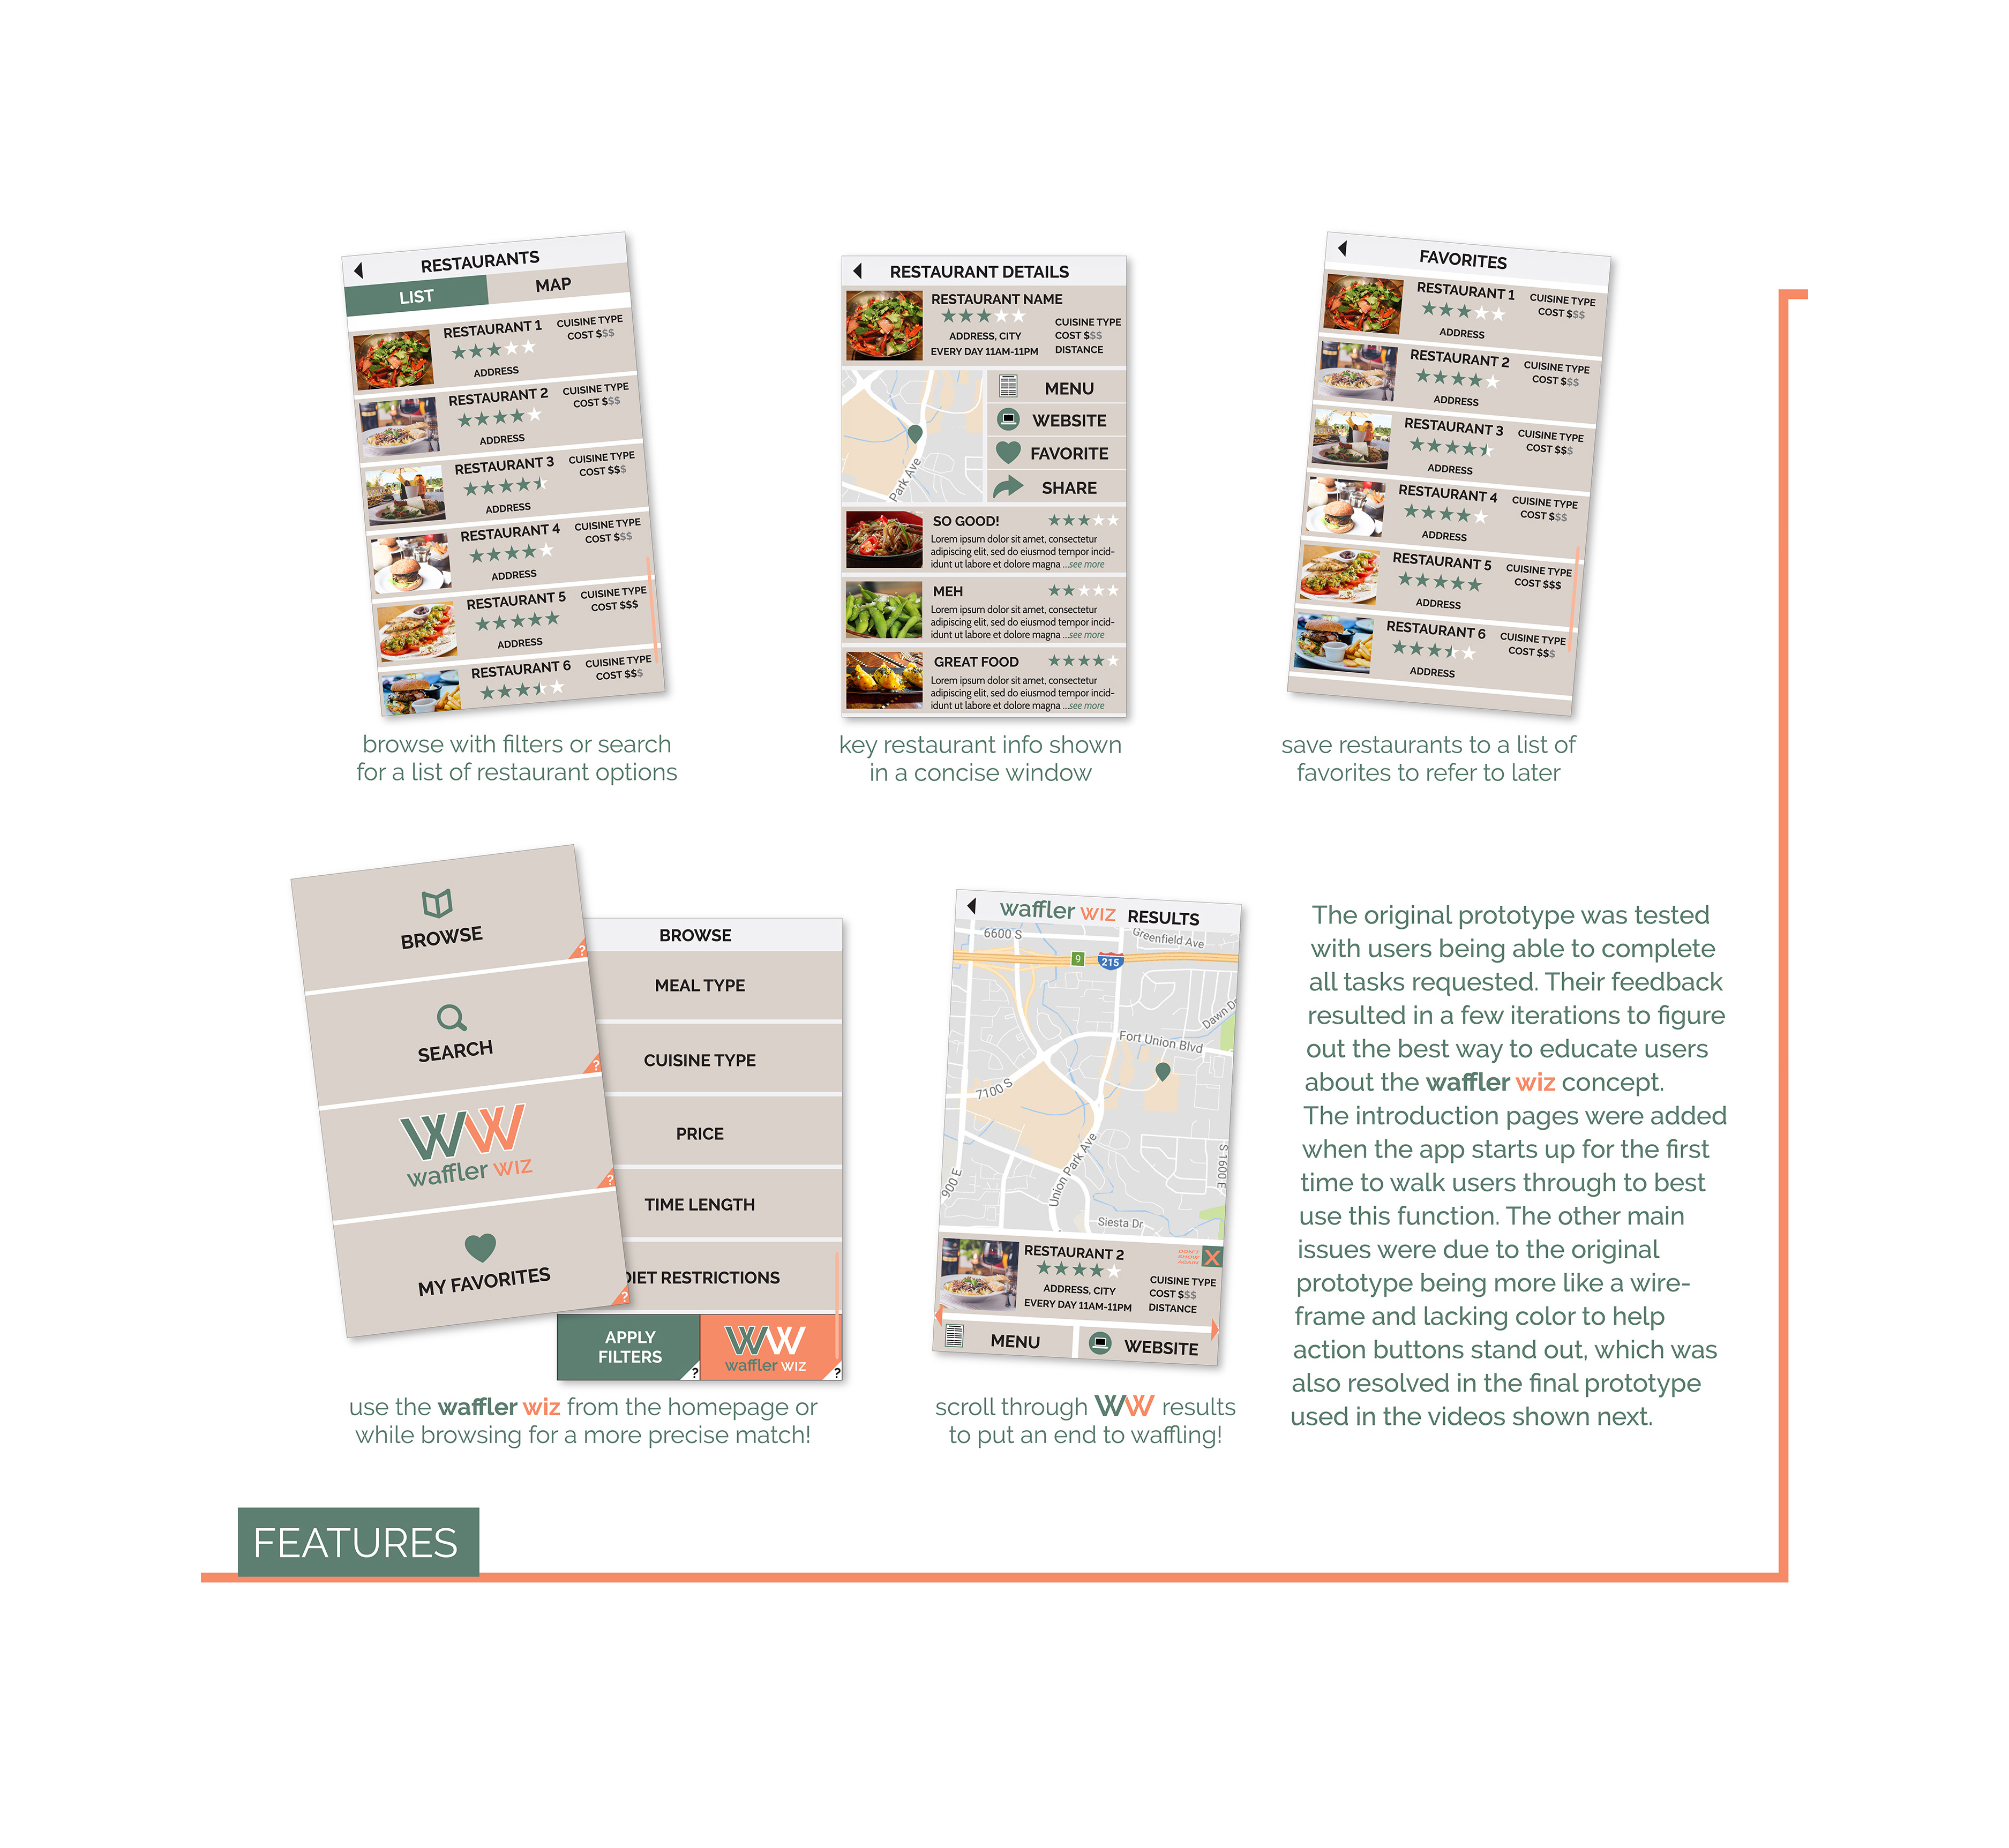 RESTAURANTS
LIST
MAP
RESTAURANT 1
CUISINE TYPE
COST $$$
ADDRESS
RESTAURANT 2
CUISINE TYPE
COST $$$
ADDRESS
RESTAURANT 3
CUISINE TYPE
COST $$$
ADDRESS
RESTAURANT 4
CUISINE TYPE
COST $$$
ADDRESS
RESTAURANT 5
CUISINE TYPE
COST $$$
ADDRESS
RESTAURANT 6
CUISINE TYPE
COST $$$
browse with filters or search
for a list of restaurant options
RESTAURANT DETAILS
RESTAURANT NAME
CUISINE TYPE
ADDRESS, CITY
COST $$$
EVERY DAY 11AM-11PM
DISTANCE
Park Ave
MENU
WEBSITE
FAVORITE
SHARE
SO GOOD!
Lorem ipsum dolor sit amet, consectetur
adipiscing elit, sed do eiusmod tempor incid-
idunt ut labore et dolore magna ...see more
MEH
Lorem ipsum dolor sit amet, consectetur
adipiscing elit, sed do eiusmod tempor incid-
idunt ut labore et dolore magna ...see more
GREAT FOOD
Lorem ipsum dolor sit amet, consectetur
adipiscing elit, sed do eiusmod tempor incid-
idunt ut labore et dolore magna ...see more
key restaurant info shown
in a concise window
FAVORITES
RESTAURANT 1
CUISINE TYPE
COST $$$
ADDRESS
RESTAURANT 2
CUISINE TYPE
COST $$$
ADDRESS
RESTAURANT 3
CUISINE TYPE
COST $$$
ADDRESS
RESTAURANT 4
CUISINE TYPE
COST $$$
ADDRESS
RESTAURANT 5
CUISINE TYPE
COST $$$
ADDRESS
RESTAURANT 6
CUISINE TYPE
COST $$$
ADDRESS
save restaurants to a list of
favorites to refer to later
BROWSE
?
SEARCH
?
WW
waffler wiz
?
MY FAVORITES
?
BROWSE
MEAL TYPE
CUISINE TYPE
PRICE
TIME LENGTH
DIET RESTRICTIONS
APPLY
FILTERS
?
WW
waffler wiz
?
use the waffler wiz from the homepage or
while browsing for a more precise match!
waffler wiz RESULTS
6600 S
Greenfield Ave
9
215
Dawn Dr
Fort Union Blvd
7100 S
Union Park Ave
900 E
S 1600 E
Siesta Dr
RESTAURANT 2
DON'T
SHOW
AGAIN
X
CUISINE TYPE
ADDRESS, CITY
COST $$$
EVERY DAY 11AM-11PM
DISTANCE
MENU
WEBSITE
scroll through WW results
to put an end to waffling!
The original prototype was tested
with users being able to complete
all tasks requested. Their feedback
resulted in a few iterations to figure
out the best way to educate users
about the waffler wiz concept.
The introduction pages were added
when the app starts up for the first
time to walk users through to best
use this function. The other main
issues were due to the original
prototype being more like a wire-
frame and lacking color to help
action buttons stand out, which was
also resolved in the final prototype
used in the videos shown next.
FEATURES